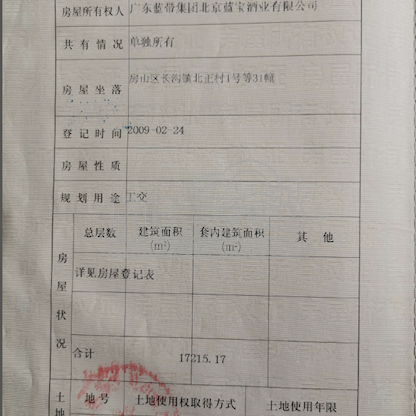 房屋所有权人 广东蓝带集团北京蓝宝酒业有限公司
共有情况 单独所有
房屋坐落 房山区长沟镇北正村1号等31幢
登记时间 2009-02-24
房屋性质
规划用途 工交
房屋状况
总层数 建筑面积(m²) 套内建筑面积(m²) 其他
详见房屋登记表
合计 17215.17
土地 地号 土地使用权取得方式 土地使用年限